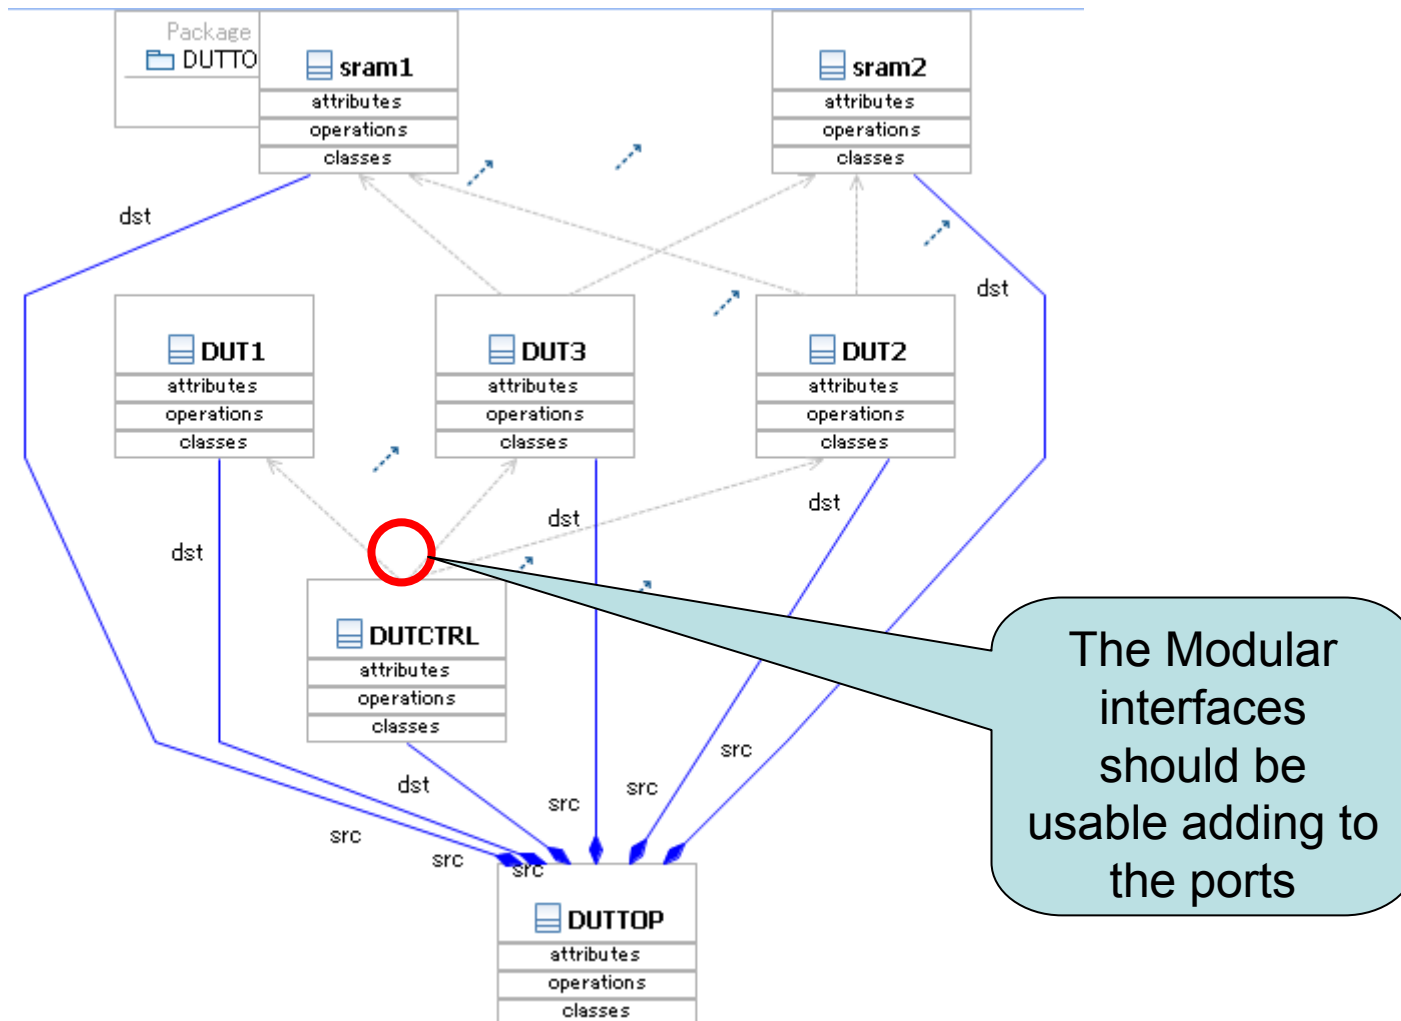 Package
DUTTO
sram1
attributes
operations
classes
sram2
attributes
operations
classes
dst
dst
DUT1
attributes
operations
classes
DUT3
attributes
operations
classes
DUT2
attributes
operations
classes
dst
dst
dst
DUTCTRL
attributes
operations
classes
The Modular
interfaces
should be
usable adding to
the ports
dst
src
src
src
src
src
src
DUTTOP
attributes
operations
classes